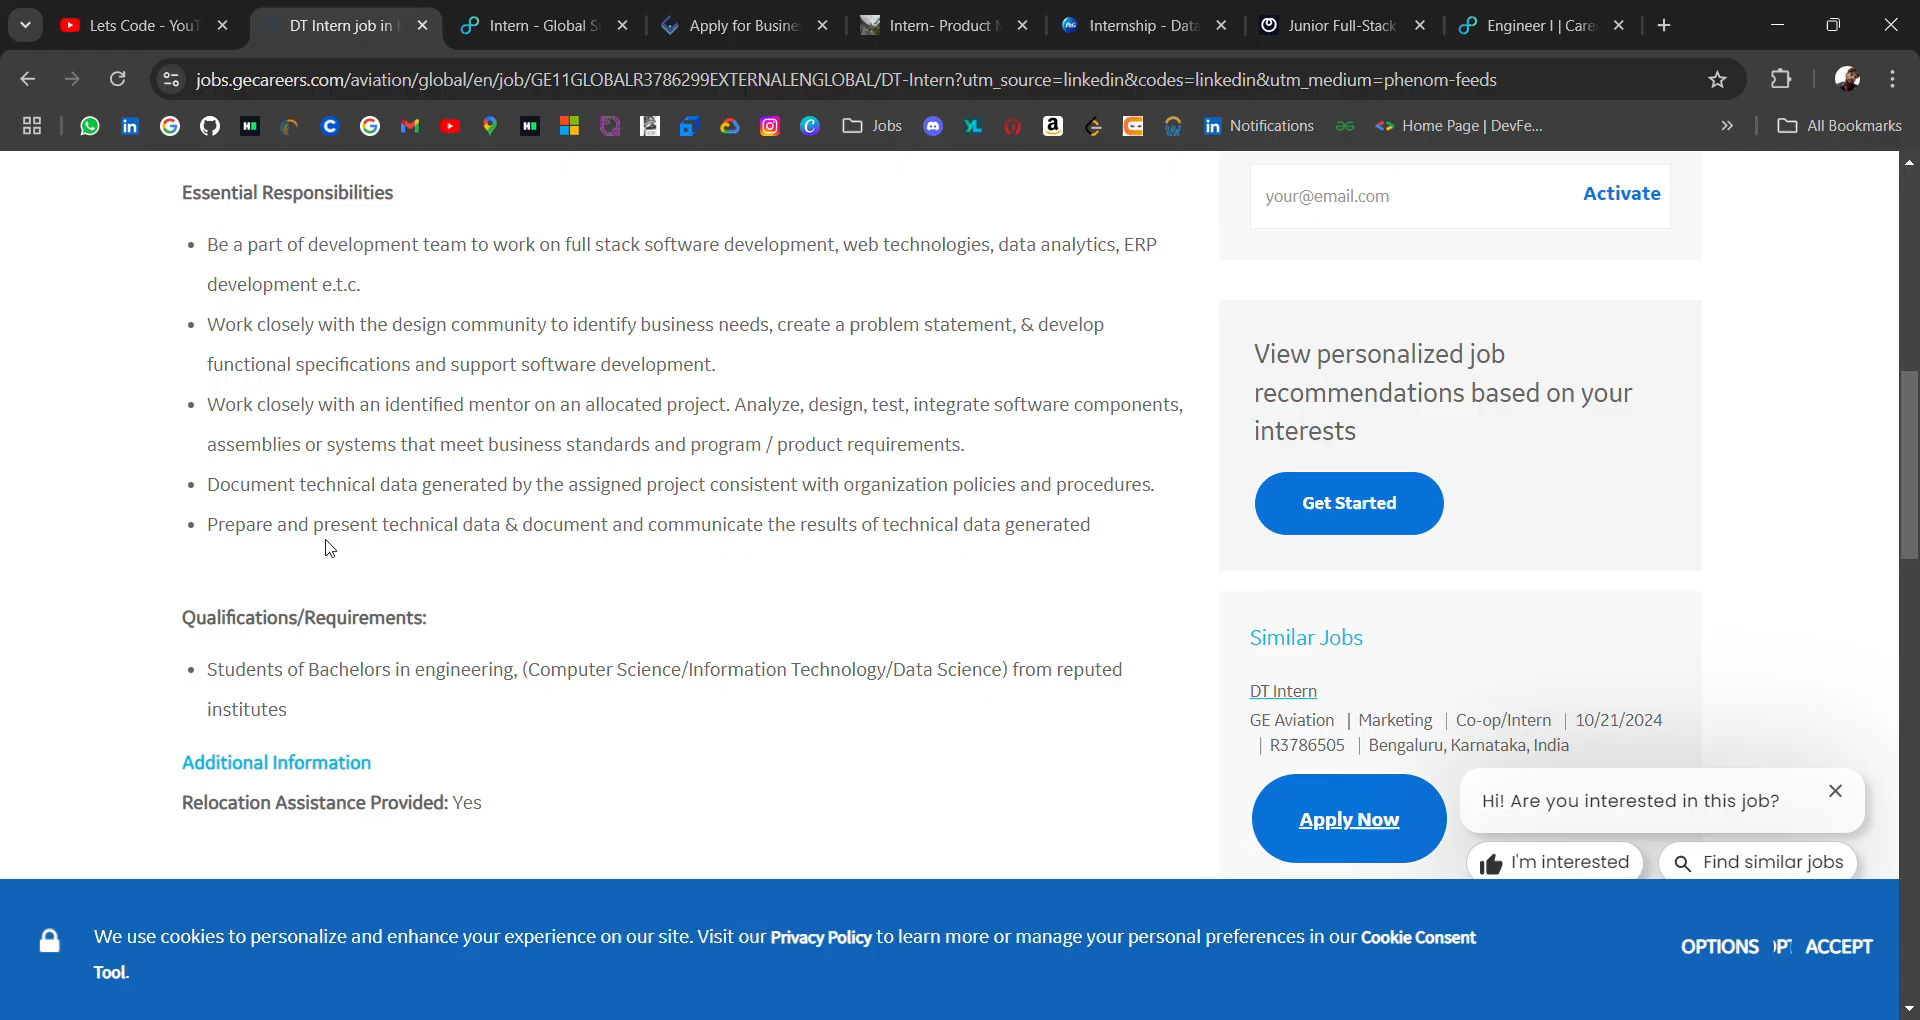 Lets Code - YouT
DT Intern job in
Intern - Global S
Apply for Busine
Intern- Product M
Internship - Data
Junior Full-Stack
Engineer I | Care
jobs.gecareers.com/aviation/global/en/job/GE11GLOBALR3786299EXTERNALENGLOBAL/DT-Intern?utm_source=linkedin&codes=linkedin&utm_medium=phenom-feeds
Jobs
Notifications
Home Page | DevFe...
All Bookmarks
Essential Responsibilities
• Be a part of development team to work on full stack software development, web technologies, data analytics, ERP
development e.t.c.
• Work closely with the design community to identify business needs, create a problem statement, & develop
functional specifications and support software development.
• Work closely with an identified mentor on an allocated project. Analyze, design, test, integrate software components,
assemblies or systems that meet business standards and program / product requirements.
• Document technical data generated by the assigned project consistent with organization policies and procedures.
• Prepare and present technical data & document and communicate the results of technical data generated
Qualifications/Requirements:
• Students of Bachelors in engineering, (Computer Science/Information Technology/Data Science) from reputed
institutes
Additional Information
Relocation Assistance Provided: Yes
your@email.com
Activate
View personalized job
recommendations based on your
interests
Get Started
Similar Jobs
DT Intern
GE Aviation | Marketing | Co-op/Intern | 10/21/2024
| R3786505 | Bengaluru, Karnataka, India
Apply Now
Hi! Are you interested in this job?
I'm interested
Find similar jobs
We use cookies to personalize and enhance your experience on our site. Visit our Privacy Policy to learn more or manage your personal preferences in our Cookie Consent
Tool.
OPTIONS
ACCEPT